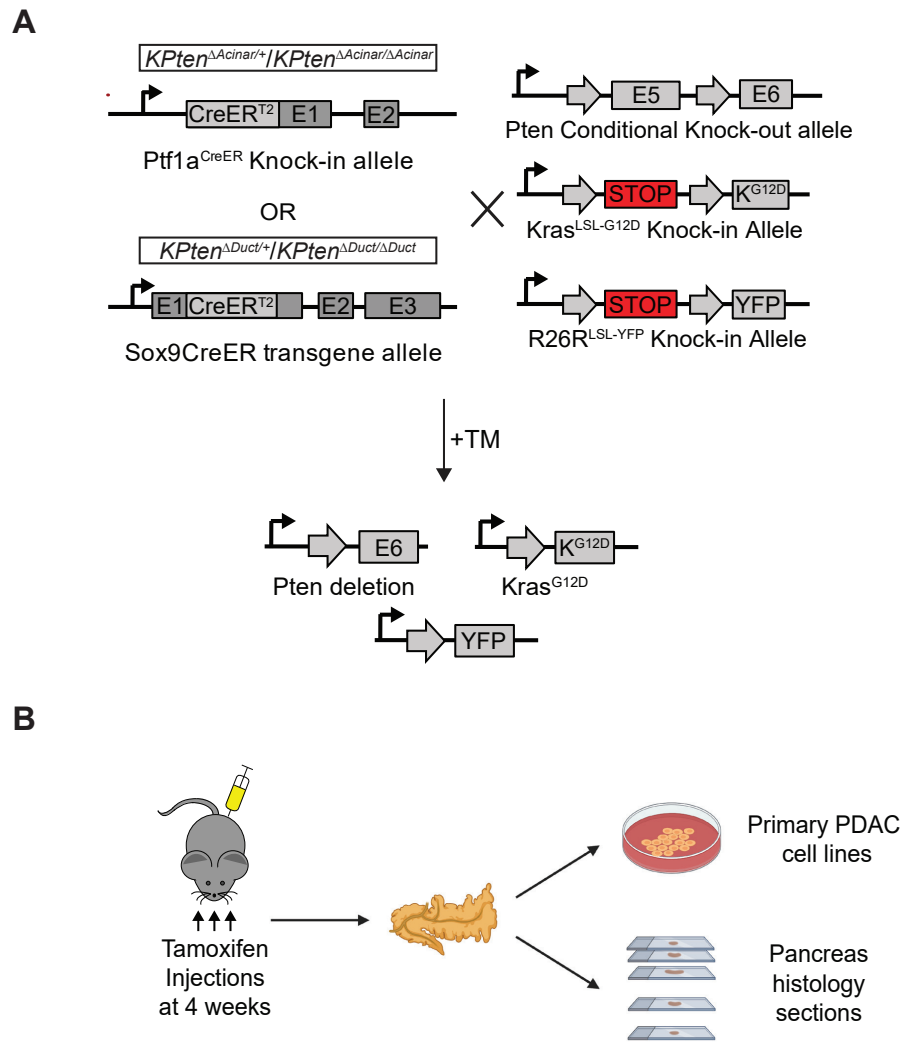 A
KPten^ΔAcinar/+/KPten^ΔAcinar/ΔAcinar
CreER^T2 E1 E2
Ptf1a^CreER Knock-in allele
OR
KPten^ΔDuct/+/KPten^ΔDuct/ΔDuct
E1 CreER^T2 E2 E3
Sox9CreER transgene allele
E5 E6
Pten Conditional Knock-out allele
STOP K^G12D
Kras^LSL-G12D Knock-in Allele
STOP YFP
R26R^LSL-YFP Knock-in Allele
+TM
E6
Pten deletion
K^G12D
Kras^G12D
YFP
B
Tamoxifen
Injections
at 4 weeks
Primary PDAC
cell lines
Pancreas
histology
sections